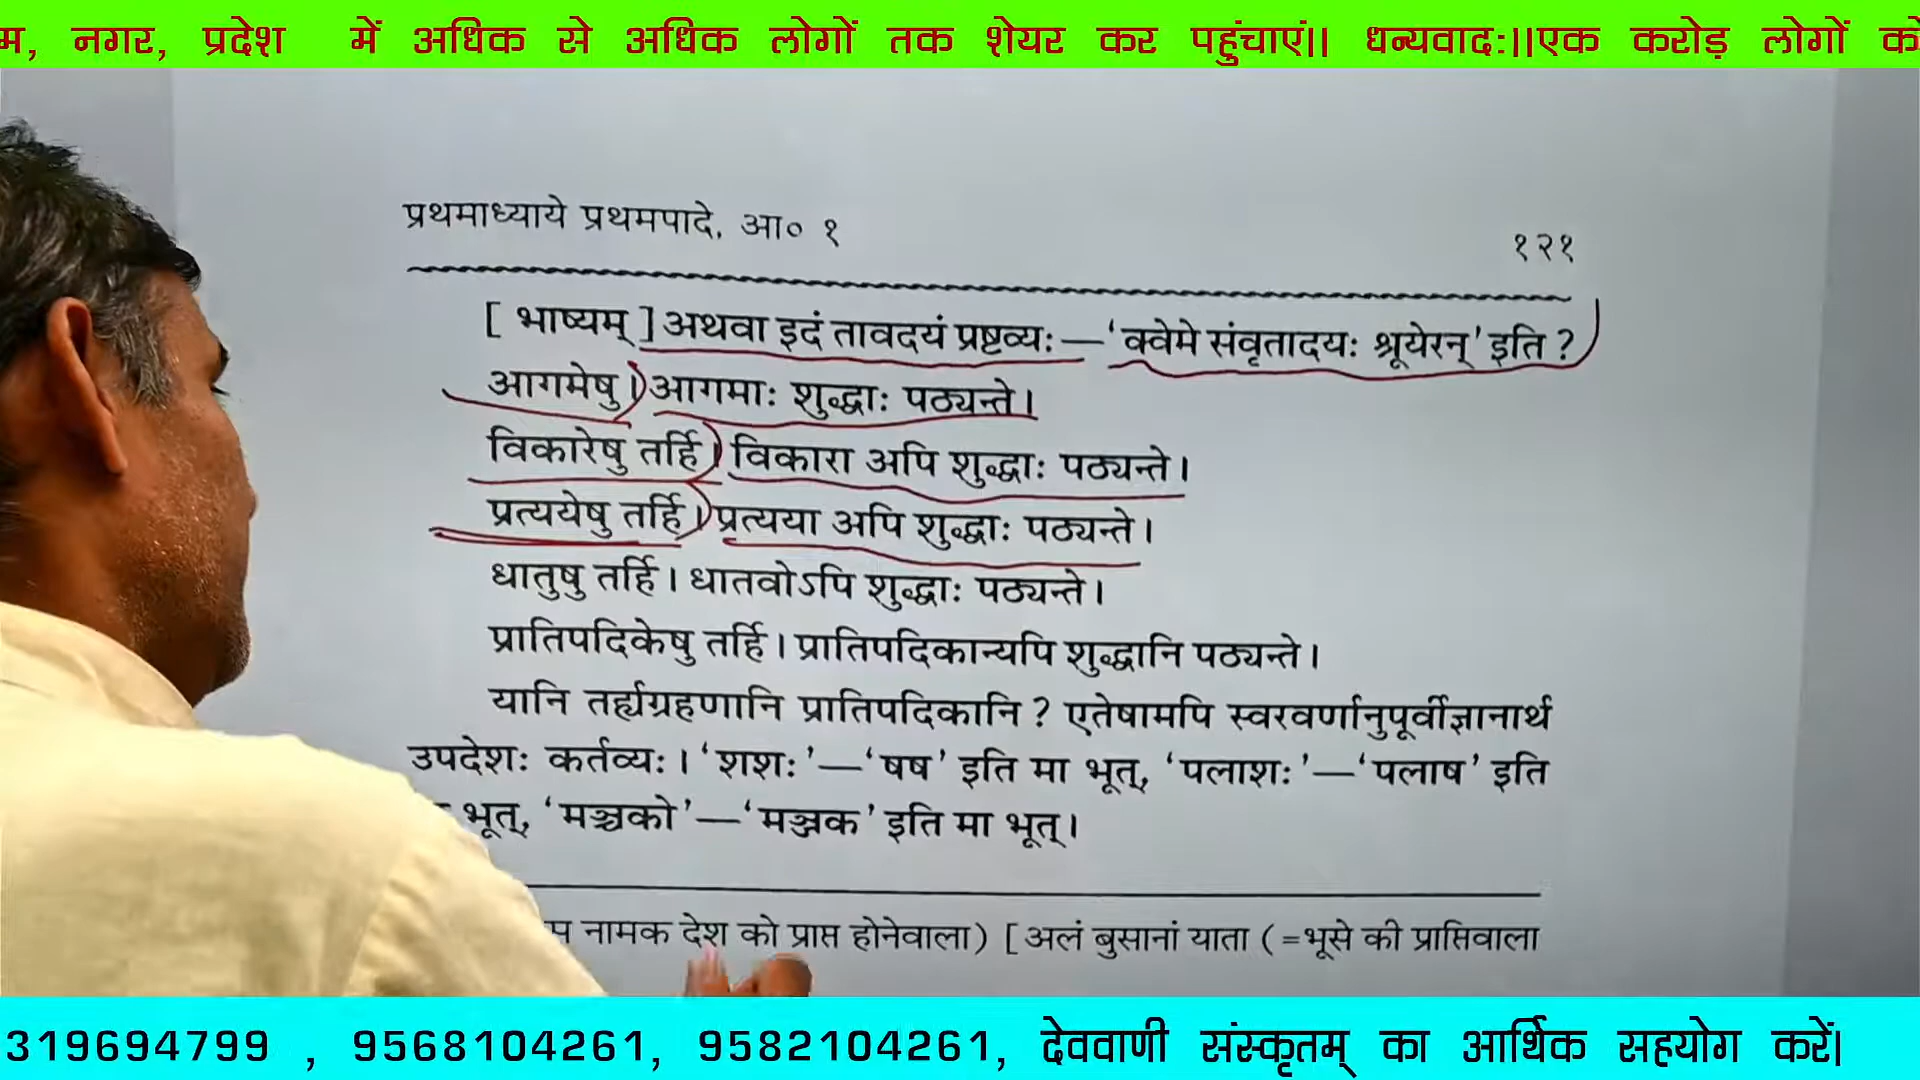 म, नगर, प्रदेश में अधिक से अधिक लोगों तक शेयर कर पहुंचाएं॥ धन्यवादः॥एक करोड़ लोगों को
प्रथमाध्याये प्रथमपादे, आ० १
१२१
[ भाष्यम् ] अथवा इदं तावदयं प्रष्टव्यः—‘क्वेमे संवृतादयः श्रूयेरन्’ इति ?
आगमेषु। आगमाः शुद्धाः पठ्यन्ते।
विकारेषु तर्हि। विकारा अपि शुद्धाः पठ्यन्ते।
प्रत्ययेषु तर्हि। प्रत्यया अपि शुद्धाः पठ्यन्ते।
धातुषु तर्हि। धातवोऽपि शुद्धाः पठ्यन्ते।
प्रातिपदिकेषु तर्हि। प्रातिपदिकान्यपि शुद्धानि पठ्यन्ते।
यानि तर्ह्यग्रहणानि प्रातिपदिकानि ? एतेषामपि स्वरवर्णानुपूर्वीज्ञानार्थ
उपदेशः कर्तव्यः। ‘शशः’—‘षष’ इति मा भूत्, ‘पलाशः’—‘पलाष’ इति
भूत्, ‘मञ्चको’—‘मञ्जक’ इति मा भूत्।
नामक देश को प्राप्त होनेवाला) [ अलं बुसानां याता (=भूसे की प्राप्तिवाला
319694799 , 9568104261, 9582104261, देववाणी संस्कृतम् का आर्थिक सहयोग करें।